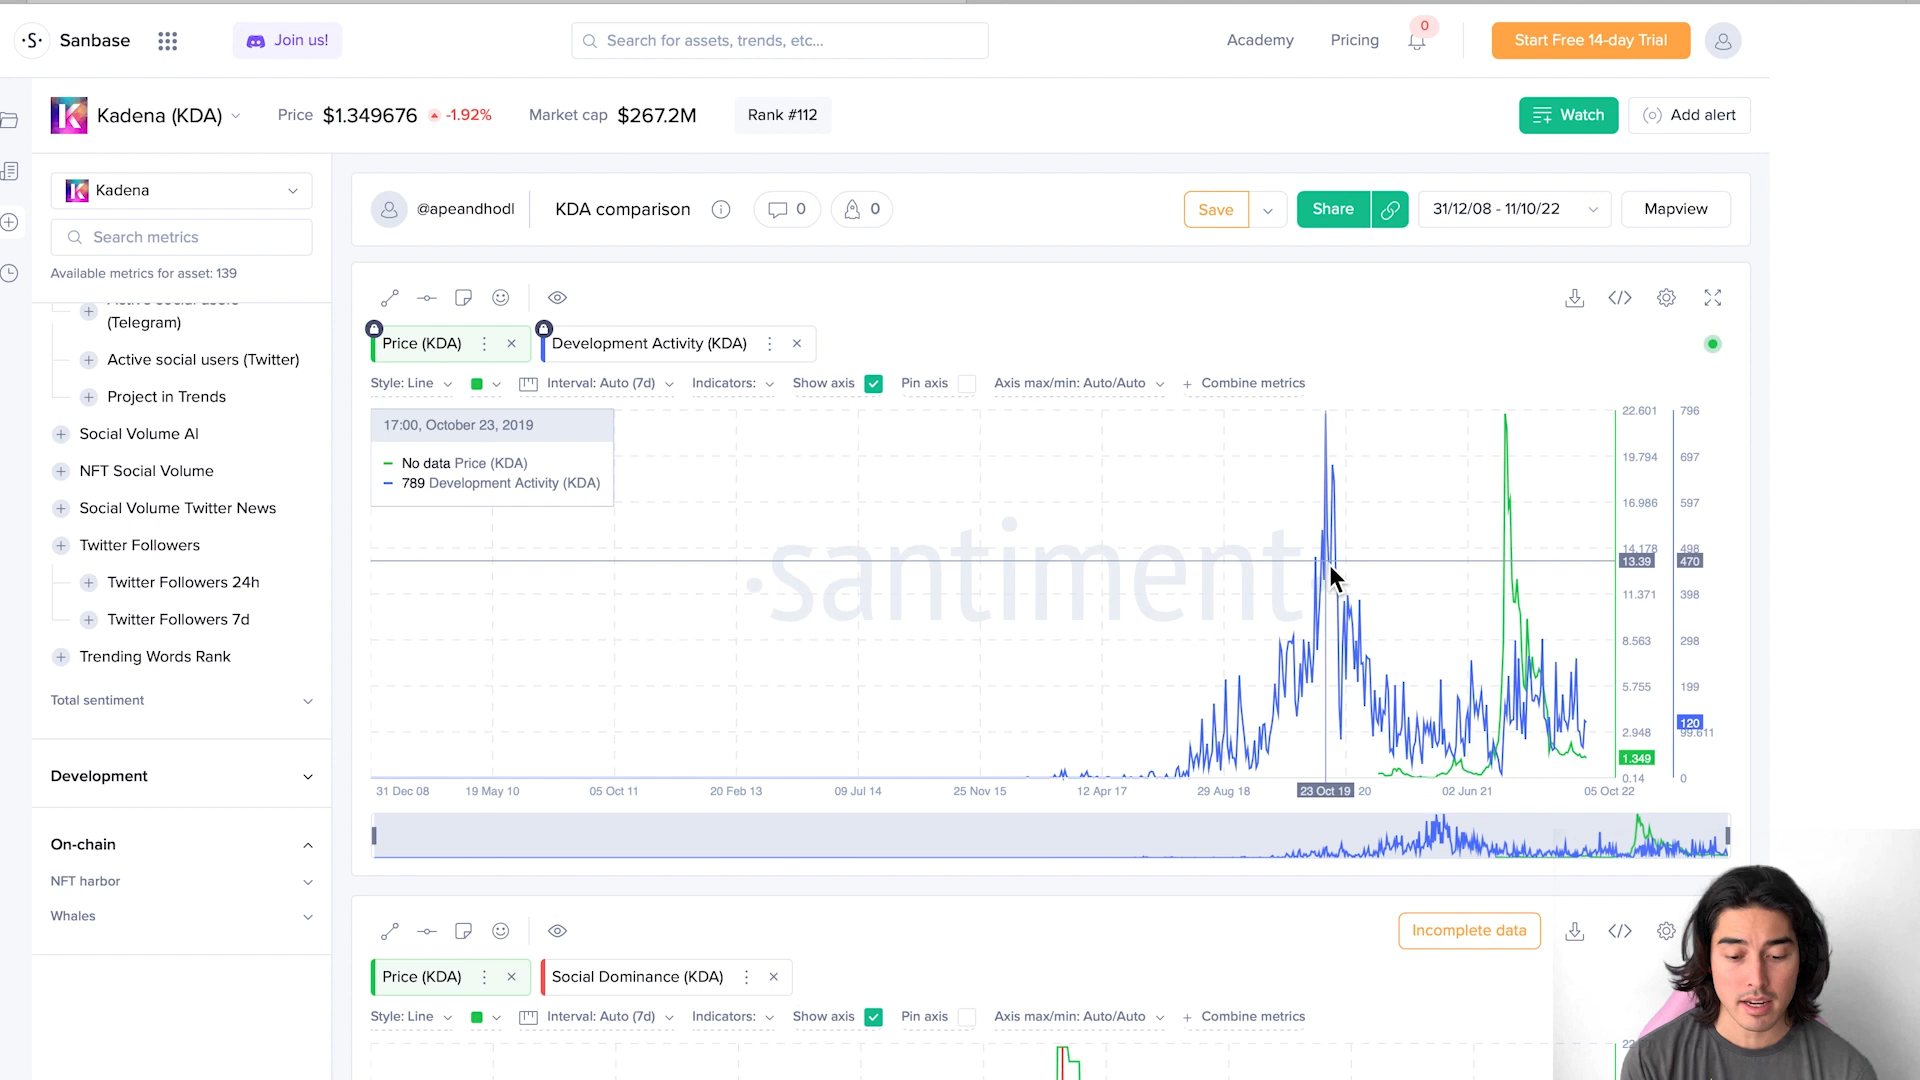 ·S· Sanbase Join us! Search for assets, trends, etc... Academy Pricing 0 Start Free 14-day Trial
K Kadena (KDA) Price $1.349676 -1.92% Market cap $267.2M Rank #112 Watch Add alert
Kadena
Search metrics
Available metrics for asset: 139
Active social users
(Telegram)
Active social users (Twitter)
Project in Trends
Social Volume AI
NFT Social Volume
Social Volume Twitter News
Twitter Followers
Twitter Followers 24h
Twitter Followers 7d
Trending Words Rank
Total sentiment
Development
On-chain
NFT harbor
Whales
@apeandhodl KDA comparison 0 0 Save Share 31/12/08 - 11/10/22 Mapview
Price (KDA) Development Activity (KDA)
Style: Line Interval: Auto (7d) Indicators: Show axis Pin axis Axis max/min: Auto/Auto + Combine metrics
17:00, October 23, 2019
No data Price (KDA)
789 Development Activity (KDA)
·santiment·
22.601 796
19.794 697
16.986 597
14.178 498
13.39 470
11.371 398
8.563 298
5.755 199
120
2.948 99.611
1.349
0.14 0
31 Dec 08 19 May 10 05 Oct 11 20 Feb 13 09 Jul 14 25 Nov 15 12 Apr 17 29 Aug 18 23 Oct 19 20 02 Jun 21 05 Oct 22
Incomplete data
Price (KDA) Social Dominance (KDA)
Style: Line Interval: Auto (7d) Indicators: Show axis Pin axis Axis max/min: Auto/Auto + Combine metrics